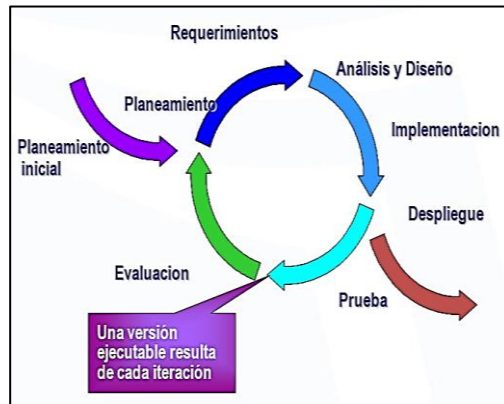 Requerimientos
Análisis y Diseño
Planeamiento
Planeamiento
inicial
Implementacion
Despliegue
Evaluacion
Prueba
Una versión
ejecutable resulta
de cada iteración